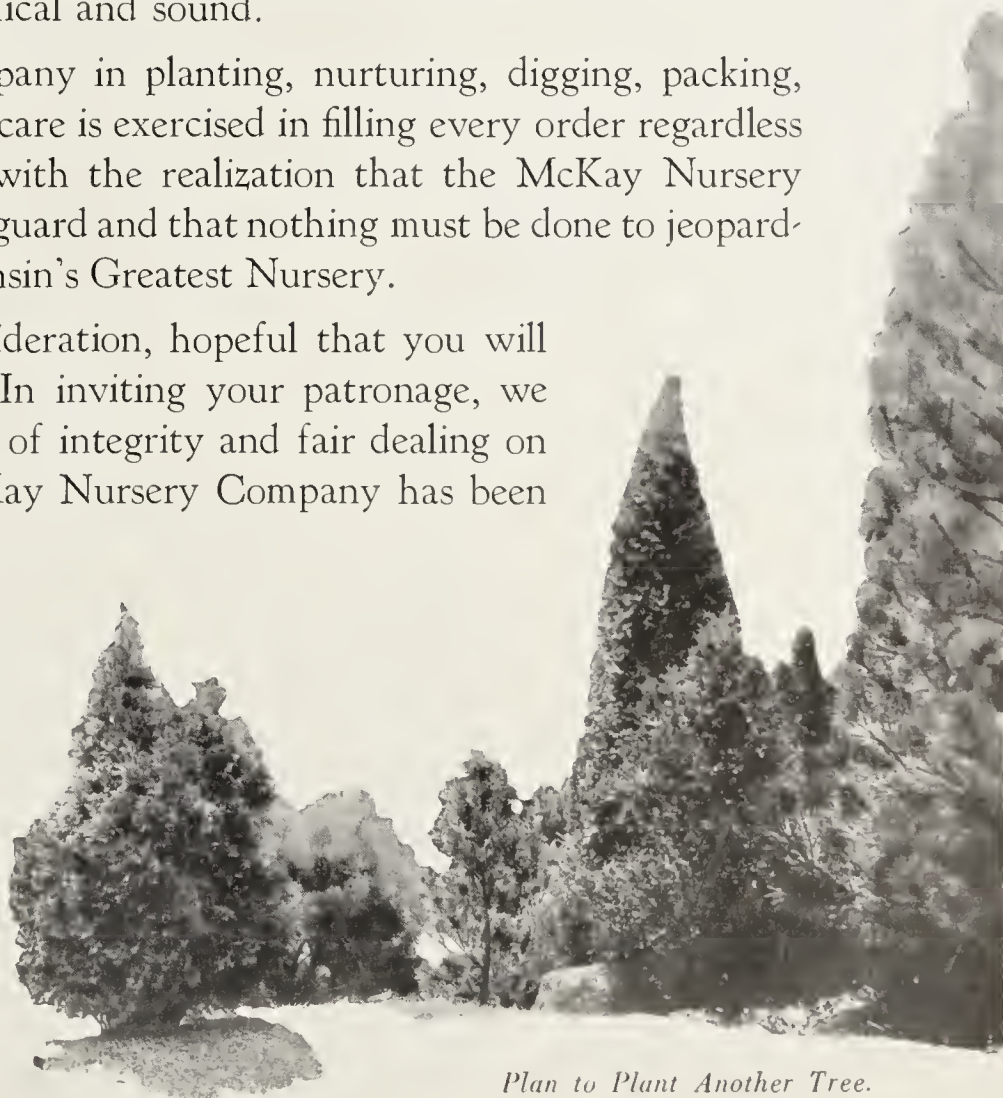 ical and sound.
pany in planting, nurturing, digging, packing,
care is exercised in filling every order regardless
with the realization that the McKay Nursery
guard and that nothing must be done to jeopard-
nsin's Greatest Nursery.
ideration, hopeful that you will
In inviting your patronage, we
of integrity and fair dealing on
Kay Nursery Company has been
Plan to Plant Another Tree.